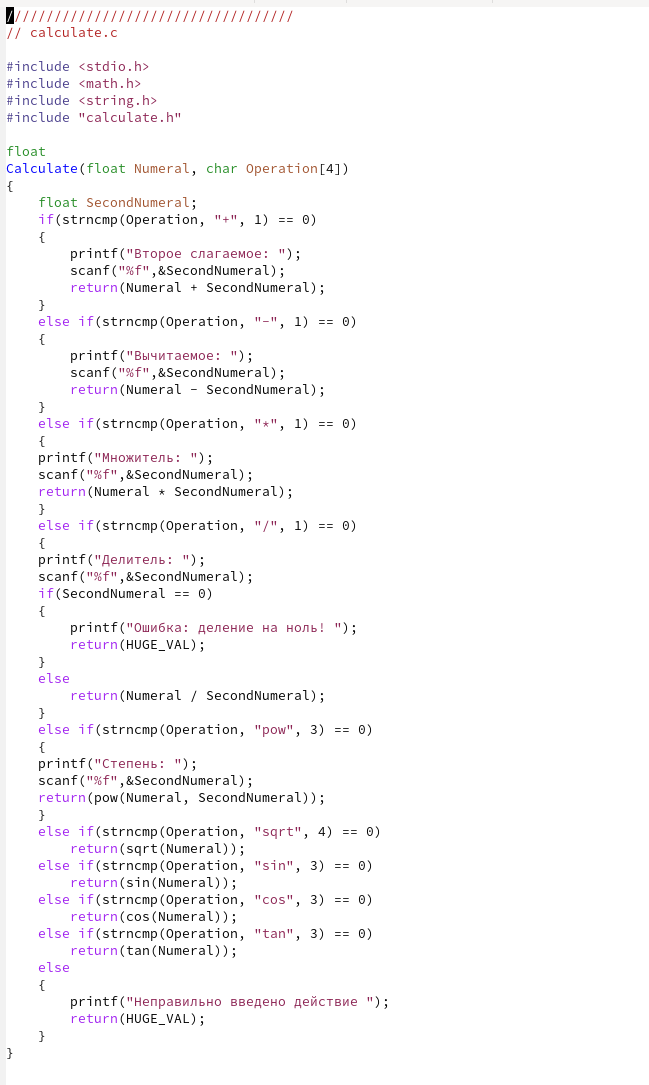 ///////////////////////////////////​/
// calculate.c
#include <stdio.h>
#include <math.h>
#include <string.h>
#include "calculate.h"
float
Calculate(float Numeral, char Operation[4])
{
    float SecondNumeral;
    if(strncmp(Operation, "+", 1) == 0)
    {
        printf("Второе слагаемое: ");
        scanf("%f",&SecondNumeral);
        return(Numeral + SecondNumeral);
    }
    else if(strncmp(Operation, "-", 1) == 0)
    {
        printf("Вычитаемое: ");
        scanf("%f",&SecondNumeral);
        return(Numeral - SecondNumeral);
    }
    else if(strncmp(Operation, "*", 1) == 0)
    {
    printf("Множитель: ");
    scanf("%f",&SecondNumeral);
    return(Numeral * SecondNumeral);
    }
    else if(strncmp(Operation, "/", 1) == 0)
    {
    printf("Делитель: ");
    scanf("%f",&SecondNumeral);
    if(SecondNumeral == 0)
    {
        printf("Ошибка: деление на ноль! ");
        return(HUGE_VAL);
    }
    else
        return(Numeral / SecondNumeral);
    }
    else if(strncmp(Operation, "pow", 3) == 0)
    {
    printf("Степень: ");
    scanf("%f",&SecondNumeral);
    return(pow(Numeral, SecondNumeral));
    }
    else if(strncmp(Operation, "sqrt", 4) == 0)
        return(sqrt(Numeral));
    else if(strncmp(Operation, "sin", 3) == 0)
        return(sin(Numeral));
    else if(strncmp(Operation, "cos", 3) == 0)
        return(cos(Numeral));
    else if(strncmp(Operation, "tan", 3) == 0)
        return(tan(Numeral));
    else
    {
        printf("Неправильно введено действие ");
        return(HUGE_VAL);
    }
}